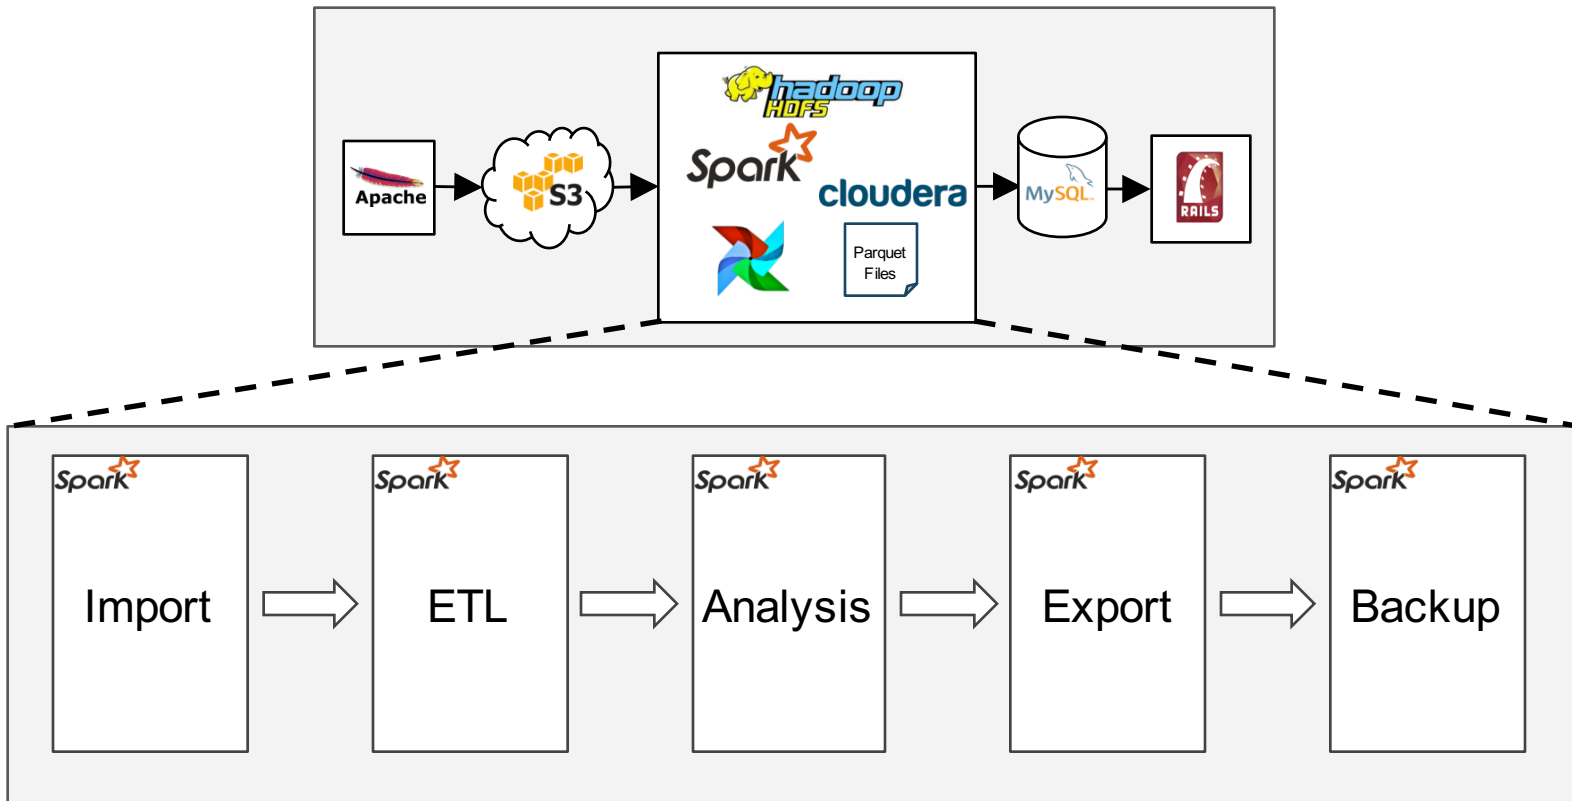 hadoop
HDFS
Spark
cloudera
Apache
S3
MySQL
RAILS
Parquet
Files
Spark
Spark
Spark
Spark
Spark
Import
ETL
Analysis
Export
Backup